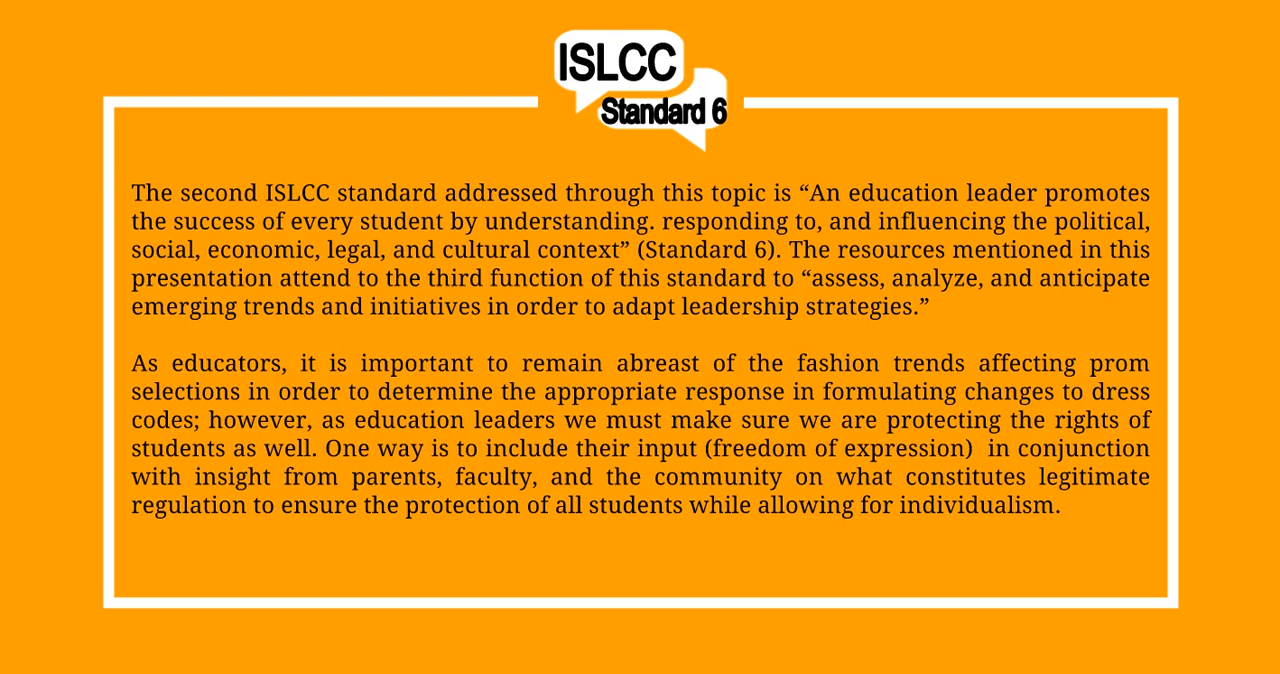 ISLCC
Standard 6
The second ISLCC standard addressed through this topic is “An education leader promotes
the success of every student by understanding. responding to, and influencing the political,
social, economic, legal, and cultural context” (Standard 6). The resources mentioned in this
presentation attend to the third function of this standard to “assess, analyze, and anticipate
emerging trends and initiatives in order to adapt leadership strategies.”
As educators, it is important to remain abreast of the fashion trends affecting prom
selections in order to determine the appropriate response in formulating changes to dress
codes; however, as education leaders we must make sure we are protecting the rights of
students as well. One way is to include their input (freedom of expression)  in conjunction
with insight from parents, faculty, and the community on what constitutes legitimate
regulation to ensure the protection of all students while allowing for individualism.